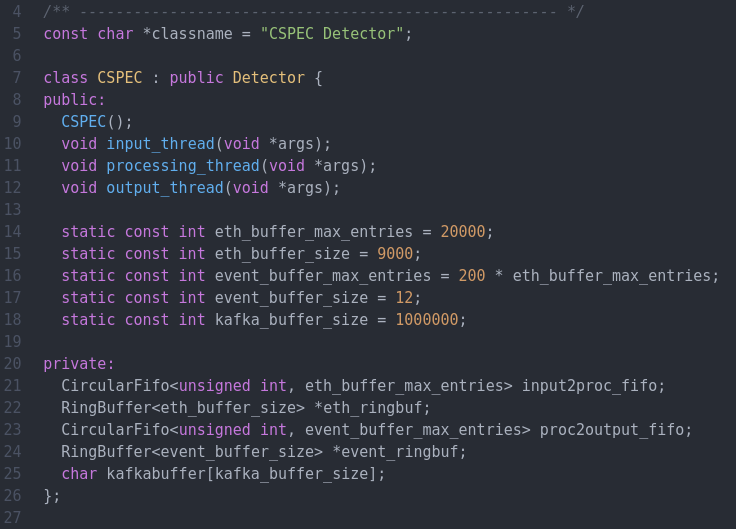 4 /** ----------------------------------------------------- */
5 const char *classname = "CSPEC Detector";
6
7 class CSPEC : public Detector {
8 public:
9   CSPEC();
10   void input_thread(void *args);
11   void processing_thread(void *args);
12   void output_thread(void *args);
13
14   static const int eth_buffer_max_entries = 20000;
15   static const int eth_buffer_size = 9000;
16   static const int event_buffer_max_entries = 200 * eth_buffer_max_entries;
17   static const int event_buffer_size = 12;
18   static const int kafka_buffer_size = 1000000;
19
20 private:
21   CircularFifo<unsigned int, eth_buffer_max_entries> input2proc_fifo;
22   RingBuffer<eth_buffer_size> *eth_ringbuf;
23   CircularFifo<unsigned int, event_buffer_max_entries> proc2output_fifo;
24   RingBuffer<event_buffer_size> *event_ringbuf;
25   char kafkabuffer[kafka_buffer_size];
26 };
27